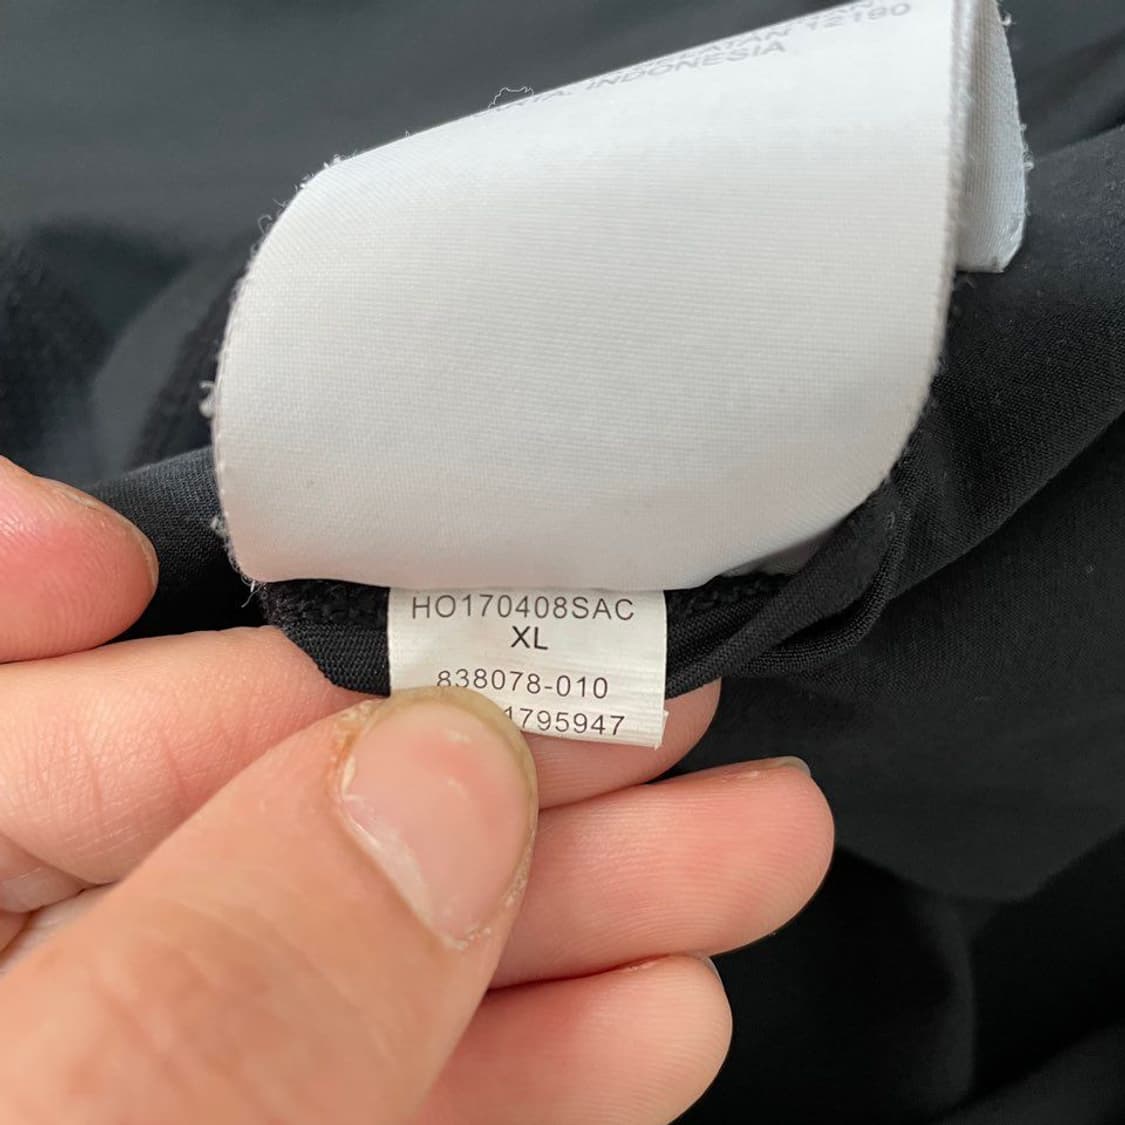 12190
INDONESIA
HO170408SAC
XL
838078-010
1795947